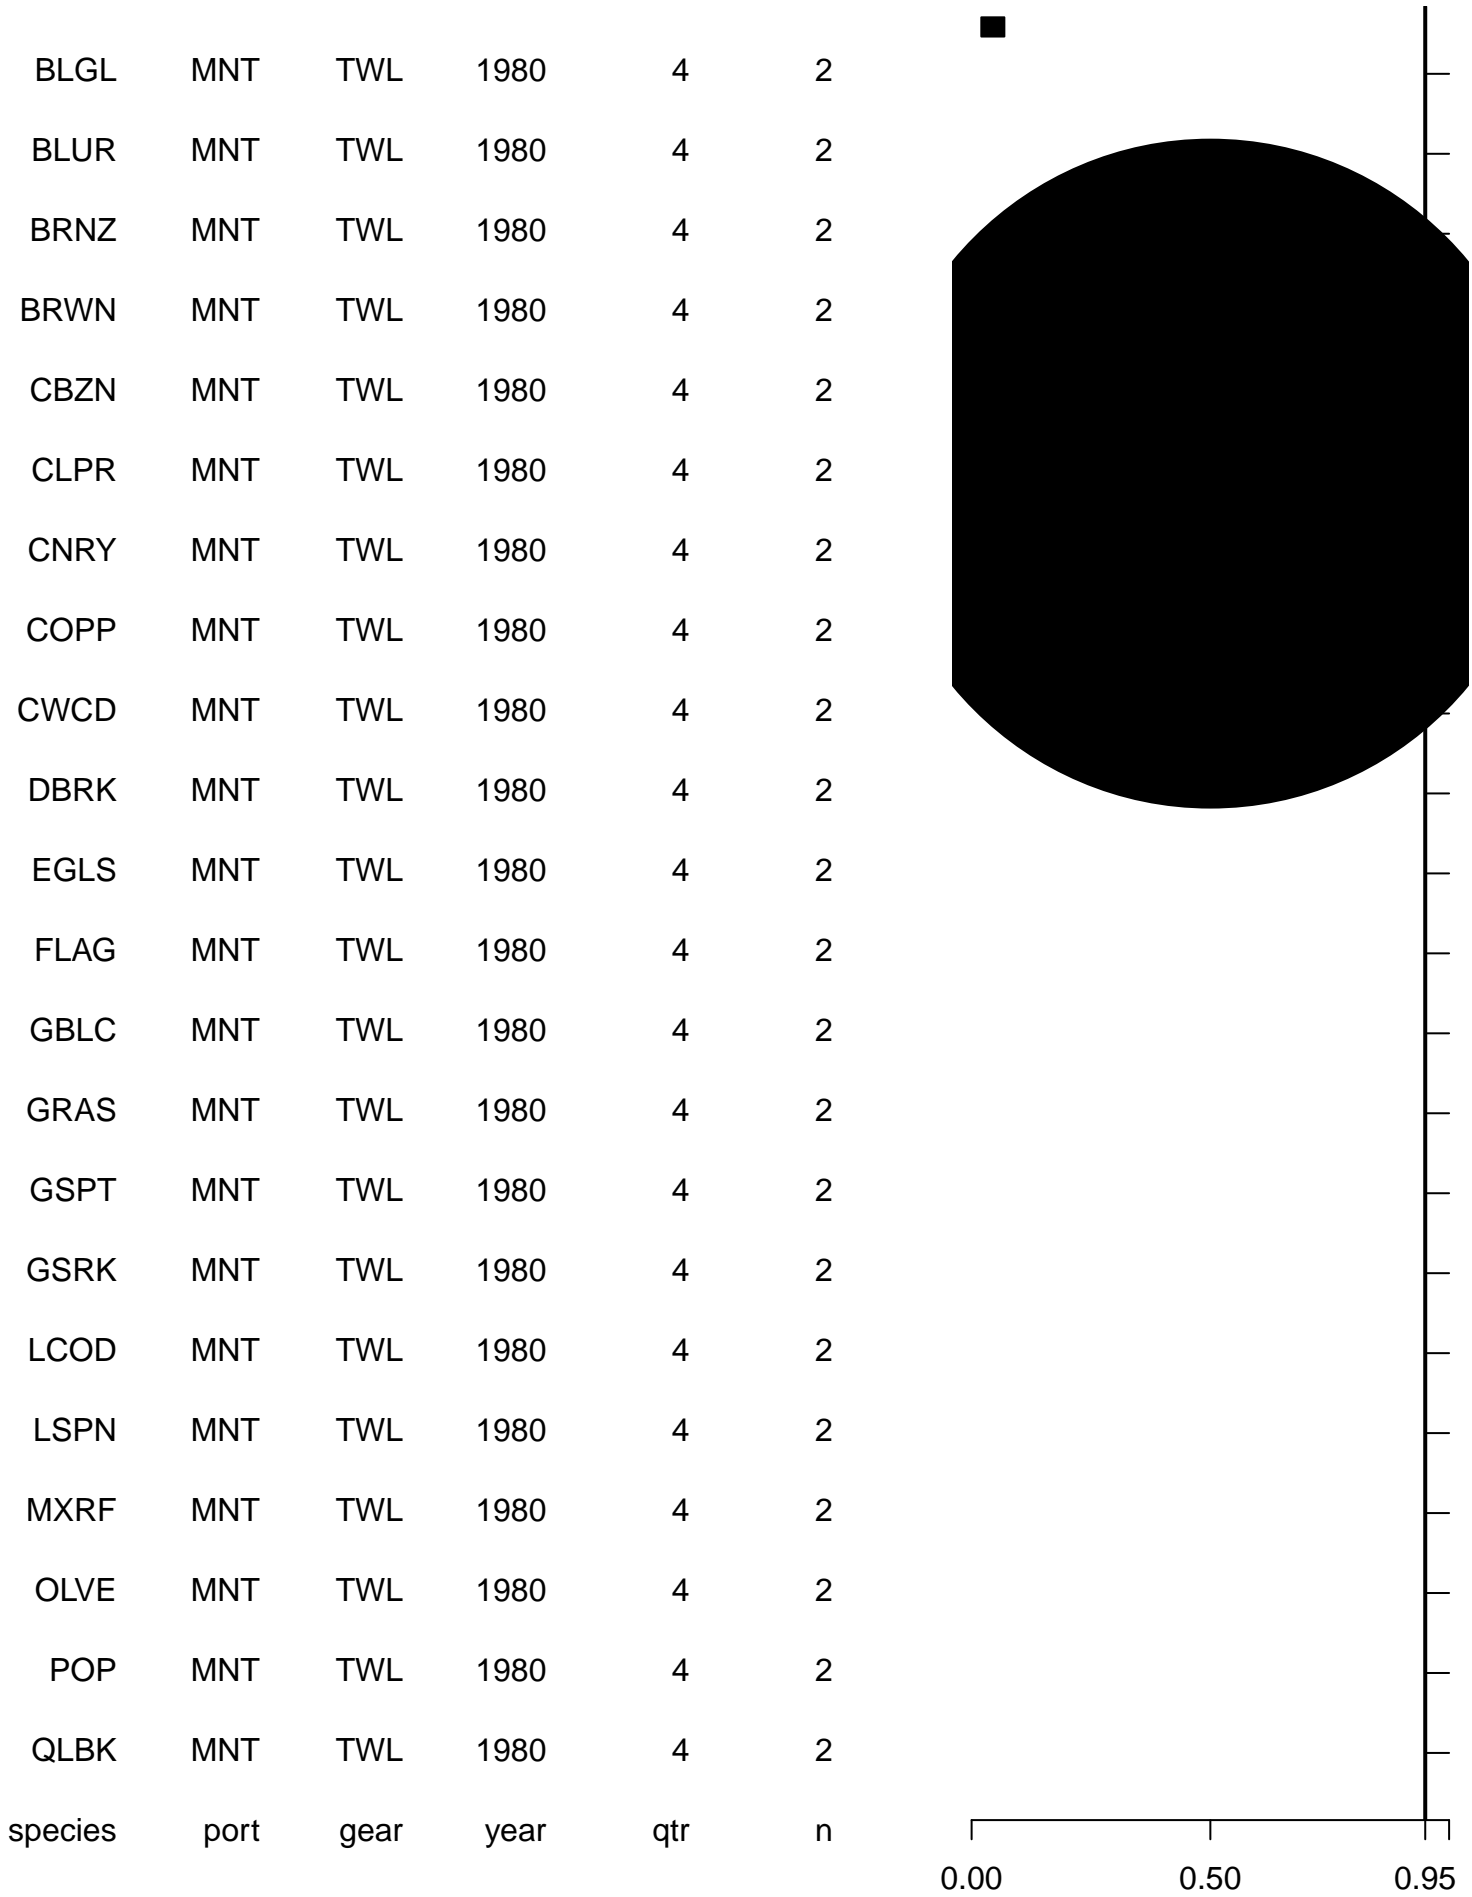 BLGL MNT TWL 1980 4 2
BLUR MNT TWL 1980 4 2
BRNZ MNT TWL 1980 4 2
BRWN MNT TWL 1980 4 2
CBZN MNT TWL 1980 4 2
CLPR MNT TWL 1980 4 2
CNRY MNT TWL 1980 4 2
COPP MNT TWL 1980 4 2
CWCD MNT TWL 1980 4 2
DBRK MNT TWL 1980 4 2
EGLS MNT TWL 1980 4 2
FLAG MNT TWL 1980 4 2
GBLC MNT TWL 1980 4 2
GRAS MNT TWL 1980 4 2
GSPT MNT TWL 1980 4 2
GSRK MNT TWL 1980 4 2
LCOD MNT TWL 1980 4 2
LSPN MNT TWL 1980 4 2
MXRF MNT TWL 1980 4 2
OLVE MNT TWL 1980 4 2
POP MNT TWL 1980 4 2
QLBK MNT TWL 1980 4 2
species port gear year qtr n
0.00 0.50 0.95